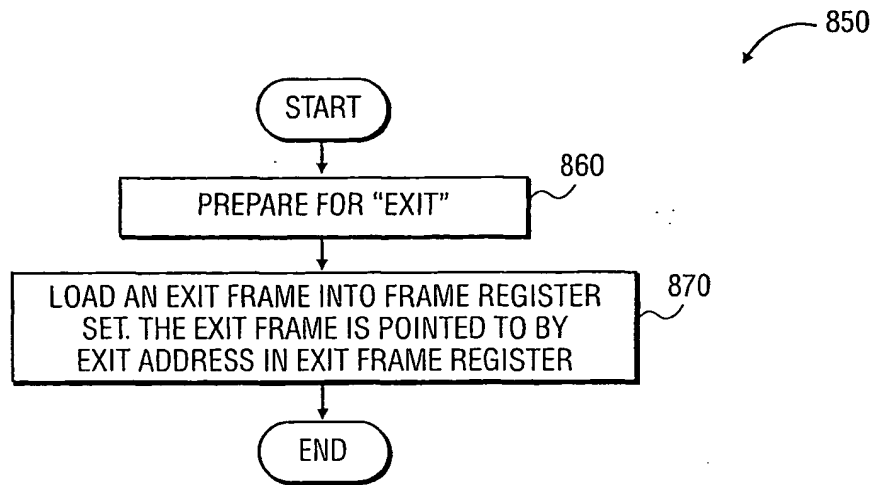 850
START
860
PREPARE FOR “EXIT”
870
LOAD AN EXIT FRAME INTO FRAME REGISTER
SET. THE EXIT FRAME IS POINTED TO BY
EXIT ADDRESS IN EXIT FRAME REGISTER
END